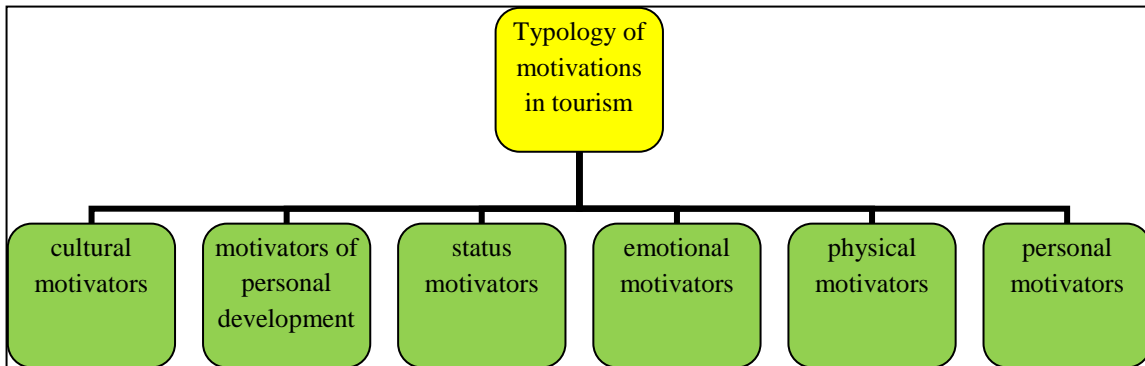 Typology of
motivations
in tourism
cultural
motivators
motivators of
personal
development
status
motivators
emotional
motivators
physical
motivators
personal
motivators